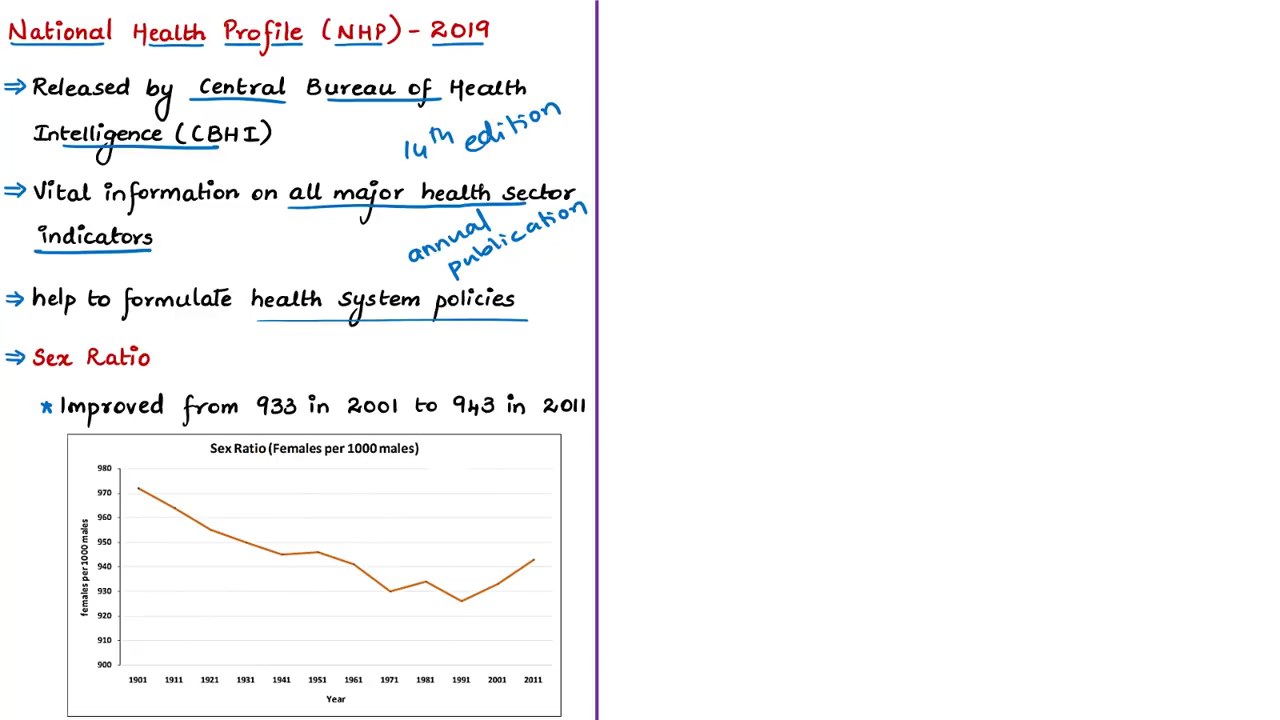 National Health Profile (NHP) - 2019
⇒ Released by Central Bureau of Health
Intelligence (CBHI)
14th edition
⇒ Vital information on all major health sector
indicators
annual
publication
⇒ help to formulate health system policies
⇒ Sex Ratio
* Improved from 933 in 2001 to 943 in 2011
Sex Ratio (Females per 1000 males)
980
970
960
950
940
930
920
910
900
females per1000 males
1901 1911 1921 1931 1941 1951 1961 1971 1981 1991 2001 2011
Year